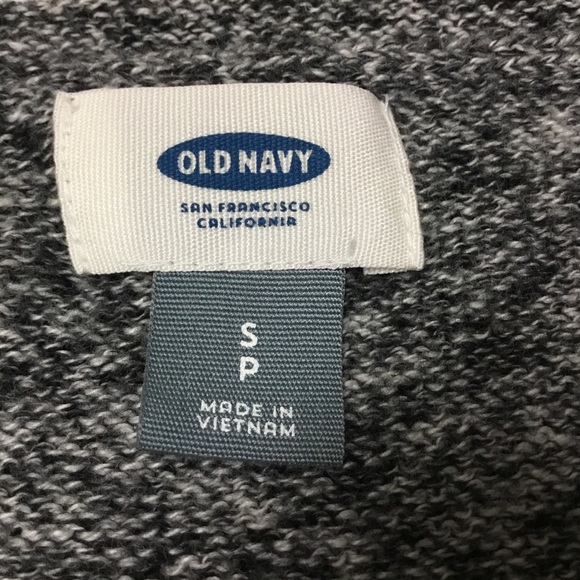 OLD NAVY
SAN FRANCISCO
CALIFORNIA
S
P
MADE IN
VIETNAM